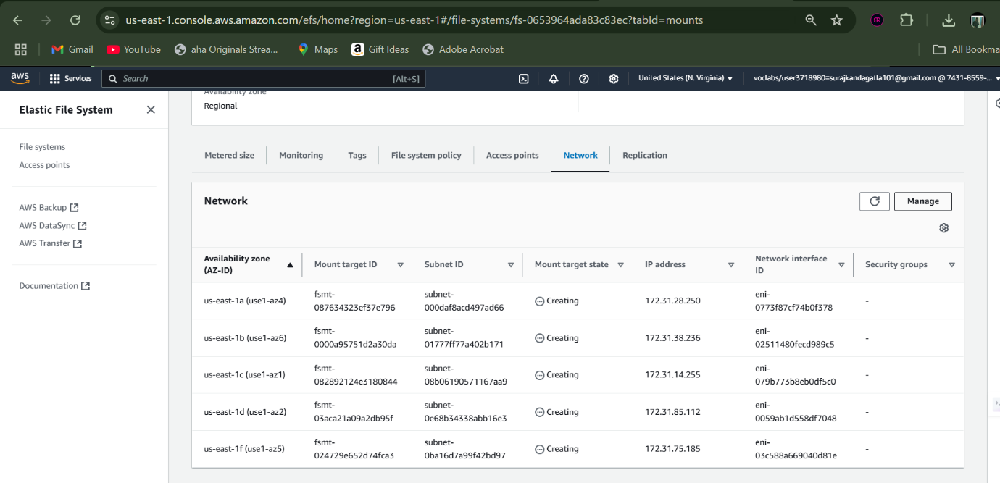 us-east-1.console.aws.amazon.com/efs/home?region=us-east-1#/file-systems/fs-0653964ada83c83ec?tabId=mounts
Gmail YouTube aha Originals Strea... Maps Gift Ideas Adobe Acrobat All Bookma
aws Services Search [Alt+S] United States (N. Virginia) voclabs/user3718980=surajkandagatla101@gmail.com @ 7431-8559-...
Elastic File System
File systems
Access points
AWS Backup
AWS DataSync
AWS Transfer
Documentation
Availability zone
Regional
Metered size Monitoring Tags File system policy Access points Network Replication
Network Manage
Availability zone (AZ-ID) Mount target ID Subnet ID Mount target state IP address Network interface ID Security groups
us-east-1a (use1-az4) fsmt-087634323ef37e796 subnet-000daf8acd497ad66 Creating 172.31.28.250 eni-0773f87cf74b0f378 -
us-east-1b (use1-az6) fsmt-0000a95751d2a30da subnet-01777ff77a402b171 Creating 172.31.38.236 eni-02511480fecd989c5 -
us-east-1c (use1-az1) fsmt-082892124e3180844 subnet-08b06190571167aa9 Creating 172.31.14.255 eni-079b773b8eb0df5c0 -
us-east-1d (use1-az2) fsmt-03aca21a09a2db95f subnet-0e68b34338abb16e3 Creating 172.31.85.112 eni-0059ab1d558df7048 -
us-east-1f (use1-az5) fsmt-024729e652d74fca3 subnet-0ba16d7a99f42bd97 Creating 172.31.75.185 eni-03c588a669040d81e -